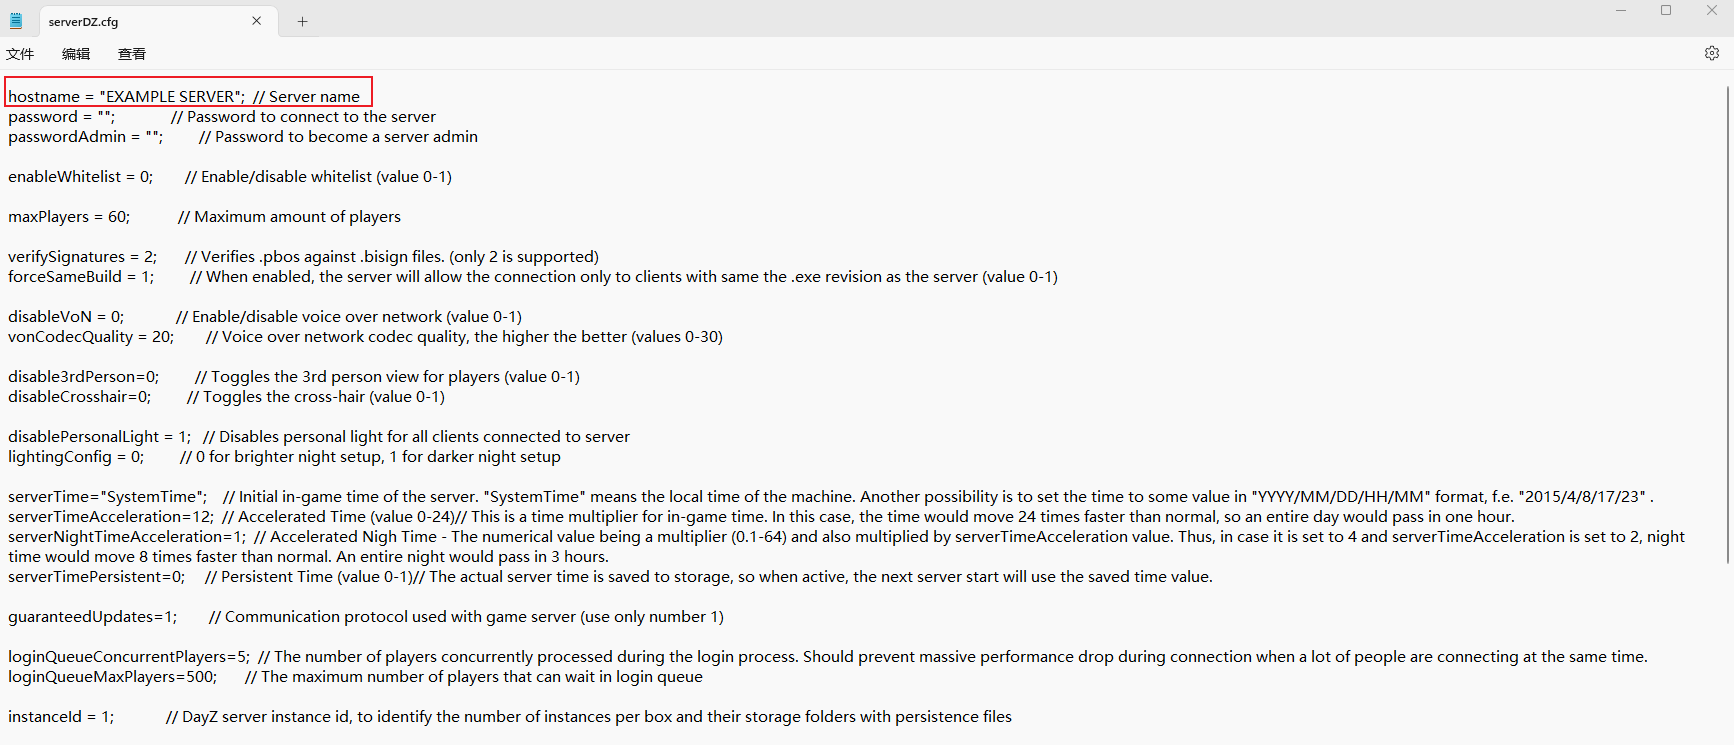 serverDZ.cfg
文件 编辑 查看
hostname = "EXAMPLE SERVER"; // Server name
password = ""; // Password to connect to the server
passwordAdmin = ""; // Password to become a server admin
enableWhitelist = 0; // Enable/disable whitelist (value 0-1)
maxPlayers = 60; // Maximum amount of players
verifySignatures = 2; // Verifies .pbos against .bisign files. (only 2 is supported)
forceSameBuild = 1; // When enabled, the server will allow the connection only to clients with same the .exe revision as the server (value 0-1)
disableVoN = 0; // Enable/disable voice over network (value 0-1)
vonCodecQuality = 20; // Voice over network codec quality, the higher the better (values 0-30)
disable3rdPerson=0; // Toggles the 3rd person view for players (value 0-1)
disableCrosshair=0; // Toggles the cross-hair (value 0-1)
disablePersonalLight = 1; // Disables personal light for all clients connected to server
lightingConfig = 0; // 0 for brighter night setup, 1 for darker night setup
serverTime="SystemTime"; // Initial in-game time of the server. "SystemTime" means the local time of the machine. Another possibility is to set the time to some value in "YYYY/MM/DD/HH/MM" format, f.e. "2015/4/8/17/23" .
serverTimeAcceleration=12; // Accelerated Time (value 0-24)// This is a time multiplier for in-game time. In this case, the time would move 24 times faster than normal, so an entire day would pass in one hour.
serverNightTimeAcceleration=1; // Accelerated Nigh Time - The numerical value being a multiplier (0.1-64) and also multiplied by serverTimeAcceleration value. Thus, in case it is set to 4 and serverTimeAcceleration is set to 2, night
time would move 8 times faster than normal. An entire night would pass in 3 hours.
serverTimePersistent=0; // Persistent Time (value 0-1)// The actual server time is saved to storage, so when active, the next server start will use the saved time value.
guaranteedUpdates=1; // Communication protocol used with game server (use only number 1)
loginQueueConcurrentPlayers=5; // The number of players concurrently processed during the login process. Should prevent massive performance drop during connection when a lot of people are connecting at the same time.
loginQueueMaxPlayers=500; // The maximum number of players that can wait in login queue
instanceId = 1; // DayZ server instance id, to identify the number of instances per box and their storage folders with persistence files